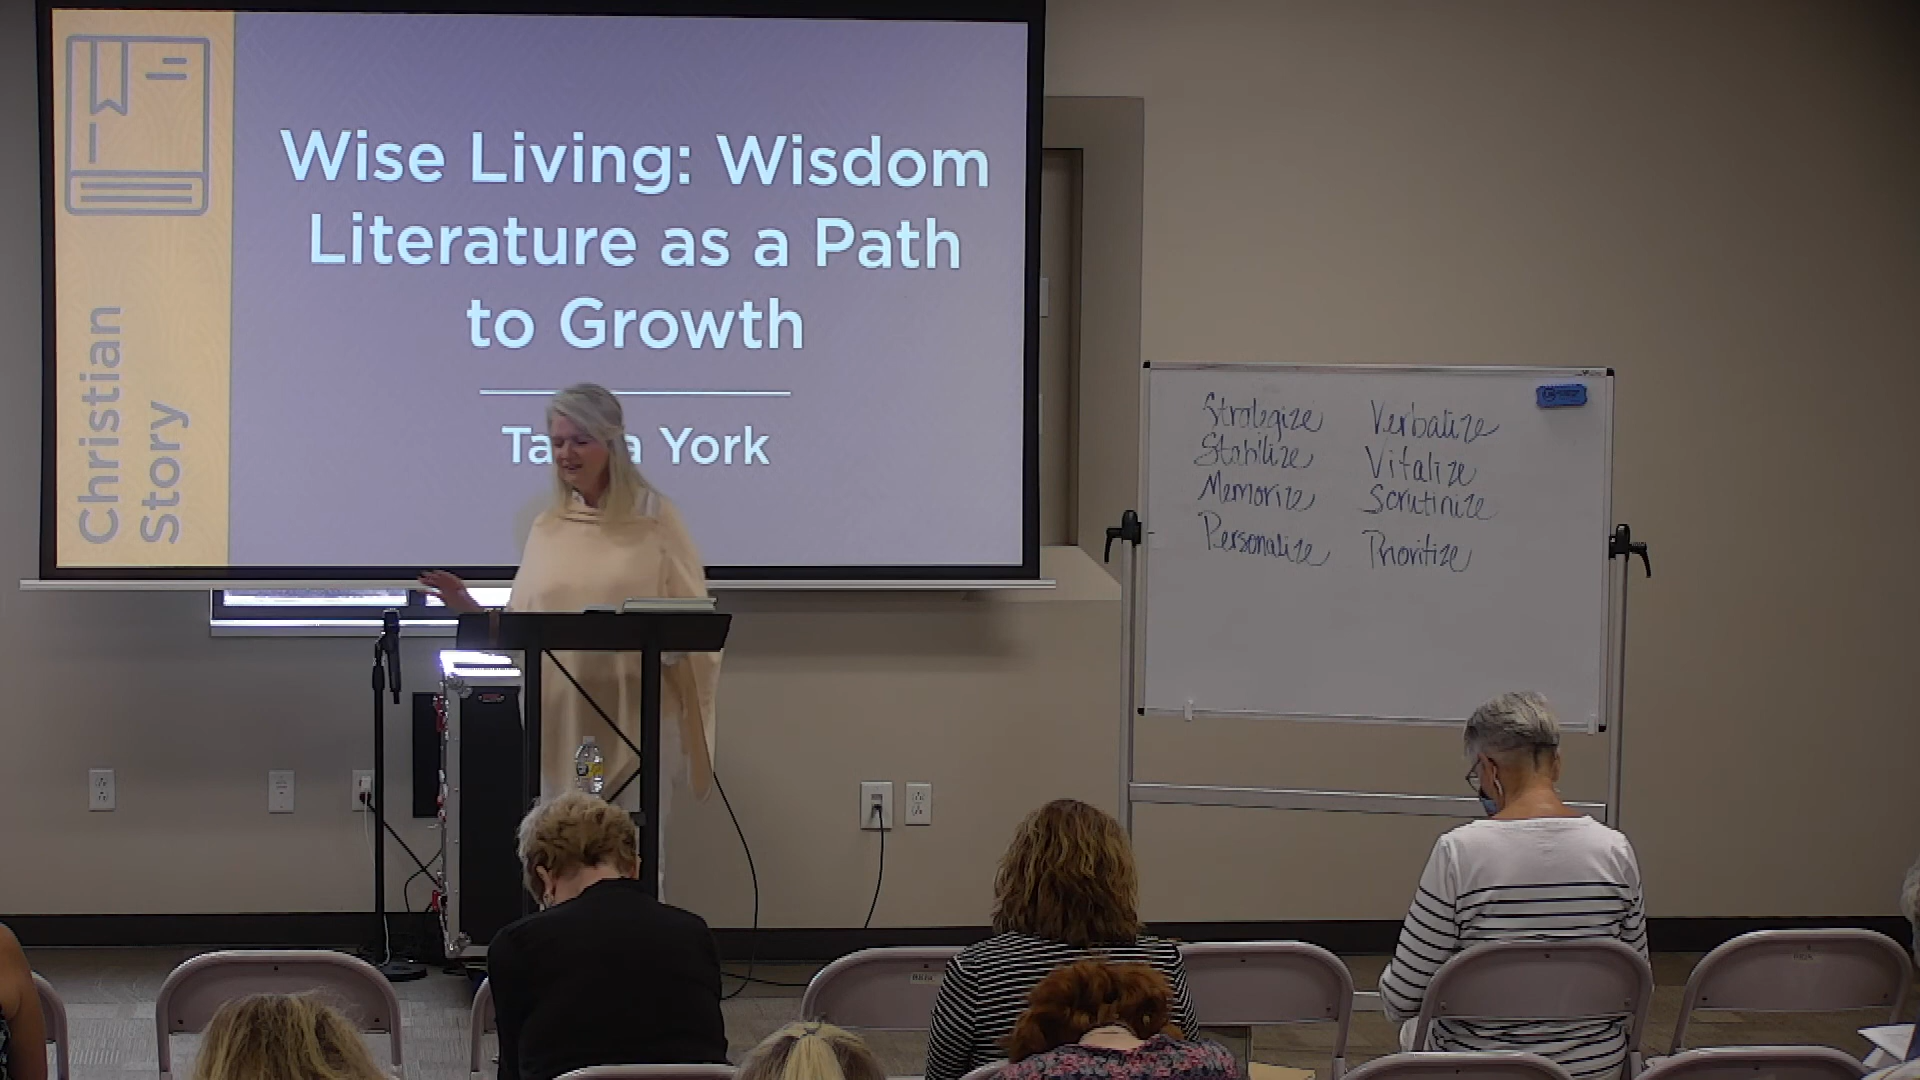 Christian
Story
Wise Living: Wisdom
Literature as a Path
to Growth
York
Strategize Verbalize
Stabilize Vitalize
Memorize Scrutinize
Personalize Prioritize